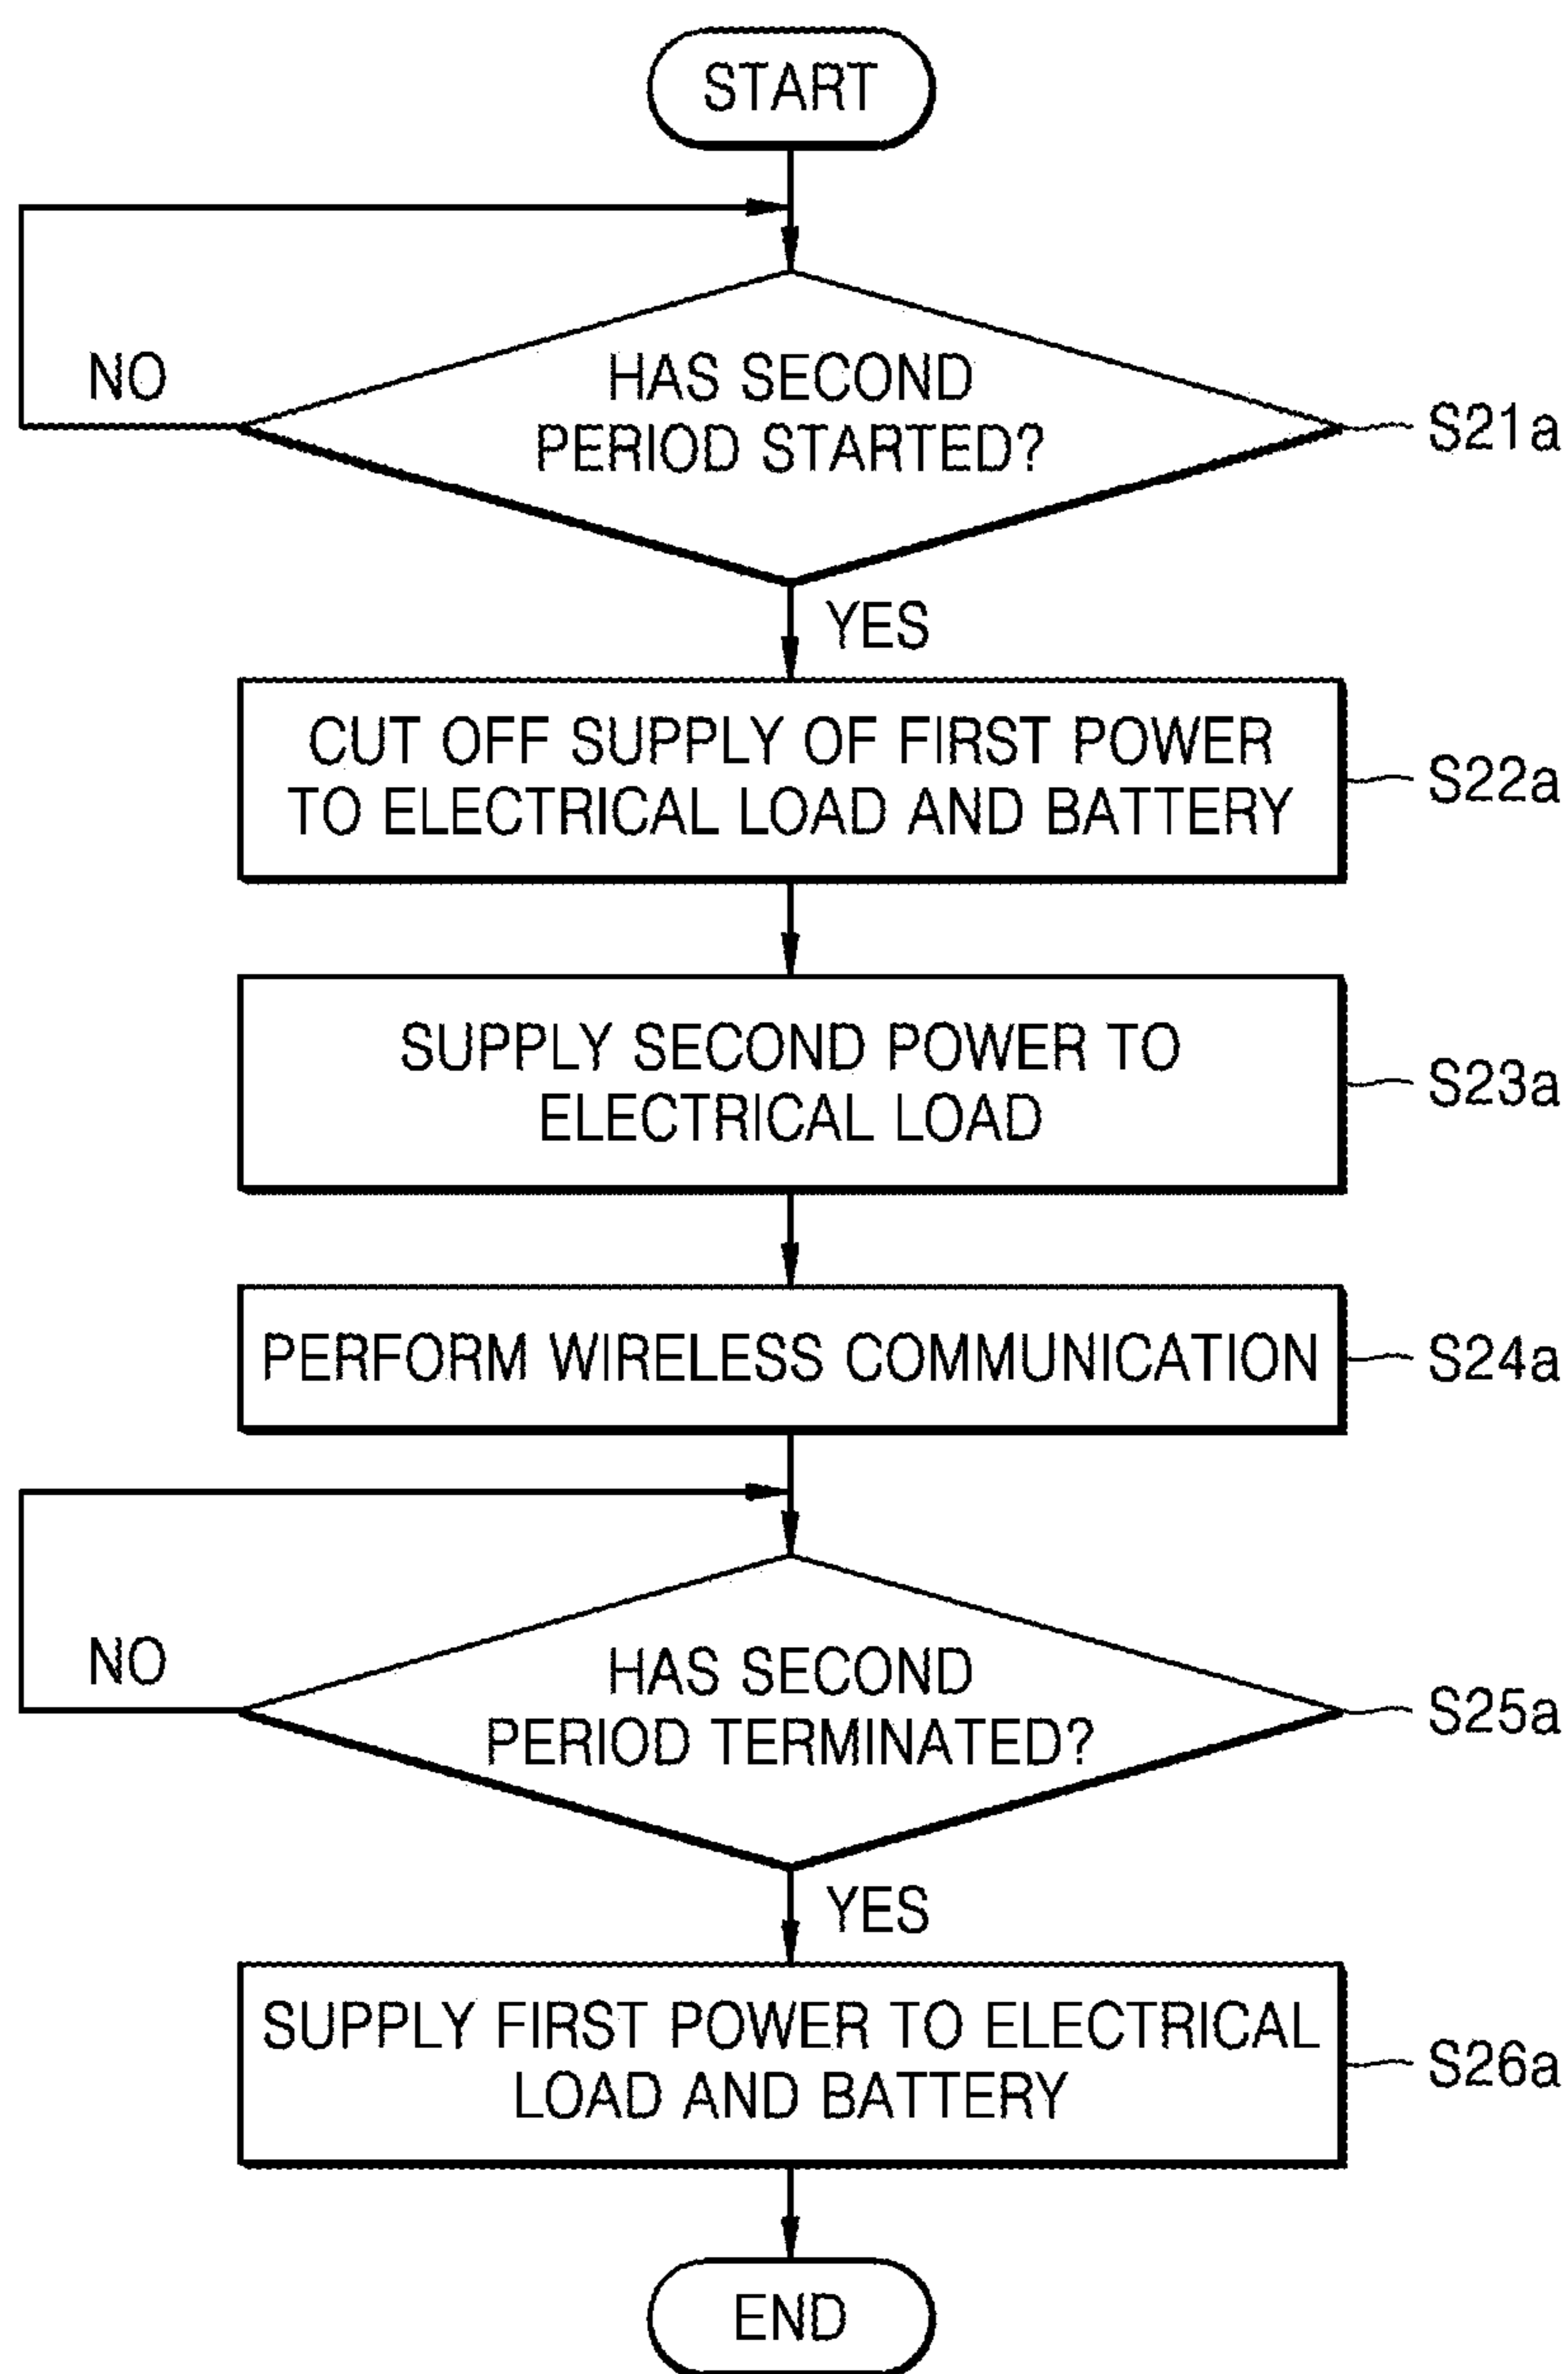 START
NO
HAS SECOND
PERIOD STARTED?
S21a
YES
CUT OFF SUPPLY OF FIRST POWER
TO ELECTRICAL LOAD AND BATTERY
S22a
SUPPLY SECOND POWER TO
ELECTRICAL LOAD
S23a
PERFORM WIRELESS COMMUNICATION
S24a
NO
HAS SECOND
PERIOD TERMINATED?
S25a
YES
SUPPLY FIRST POWER TO ELECTRICAL
LOAD AND BATTERY
S26a
END